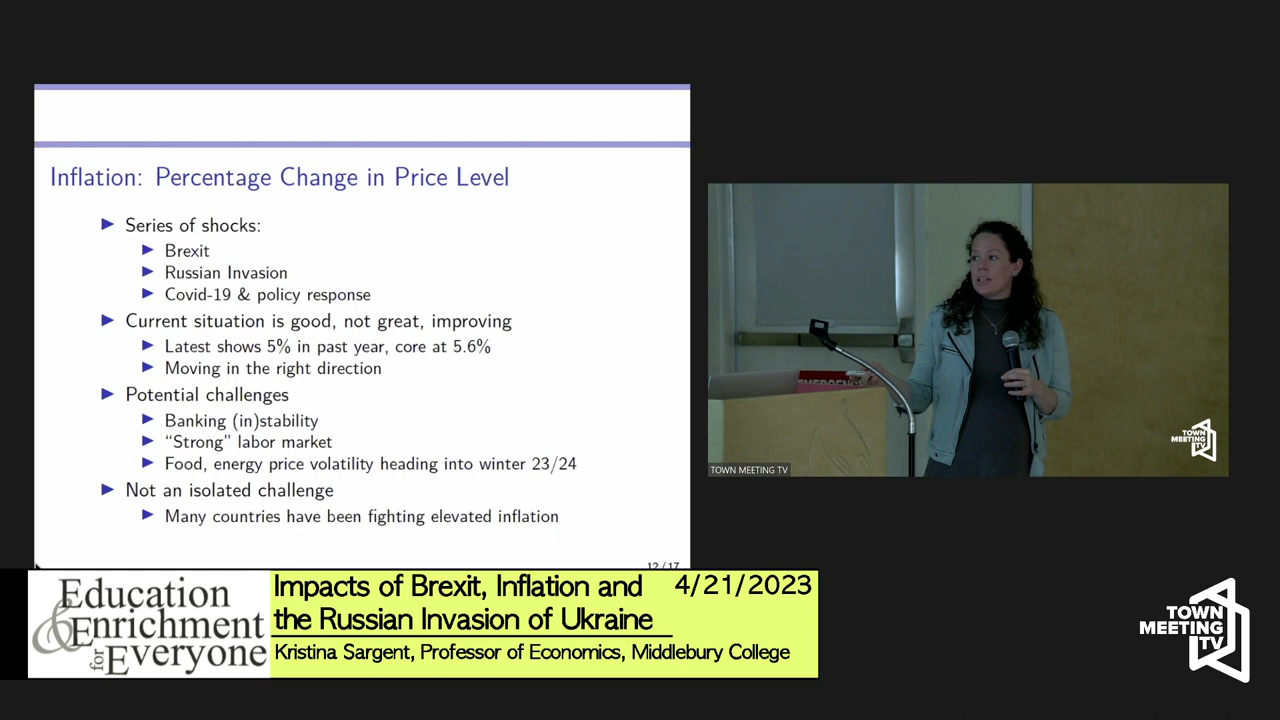 Inflation: Percentage Change in Price Level
Series of shocks:
Brexit
Russian Invasion
Covid-19 & policy response
Current situation is good, not great, improving
Latest shows 5% in past year, core at 5.6%
Moving in the right direction
Potential challenges
Banking (in)stability
“Strong” labor market
Food, energy price volatility heading into winter 23/24
Not an isolated challenge
Many countries have been fighting elevated inflation
12/17
EMERGENCY
TOWN
MEETING
TV
TOWN MEETING TV
Education
& Enrichment
for Everyone
Impacts of Brexit, Inflation and 4/21/2023
the Russian Invasion of Ukraine
Kristina Sargent, Professor of Economics, Middlebury College
TOWN
MEETING
TV